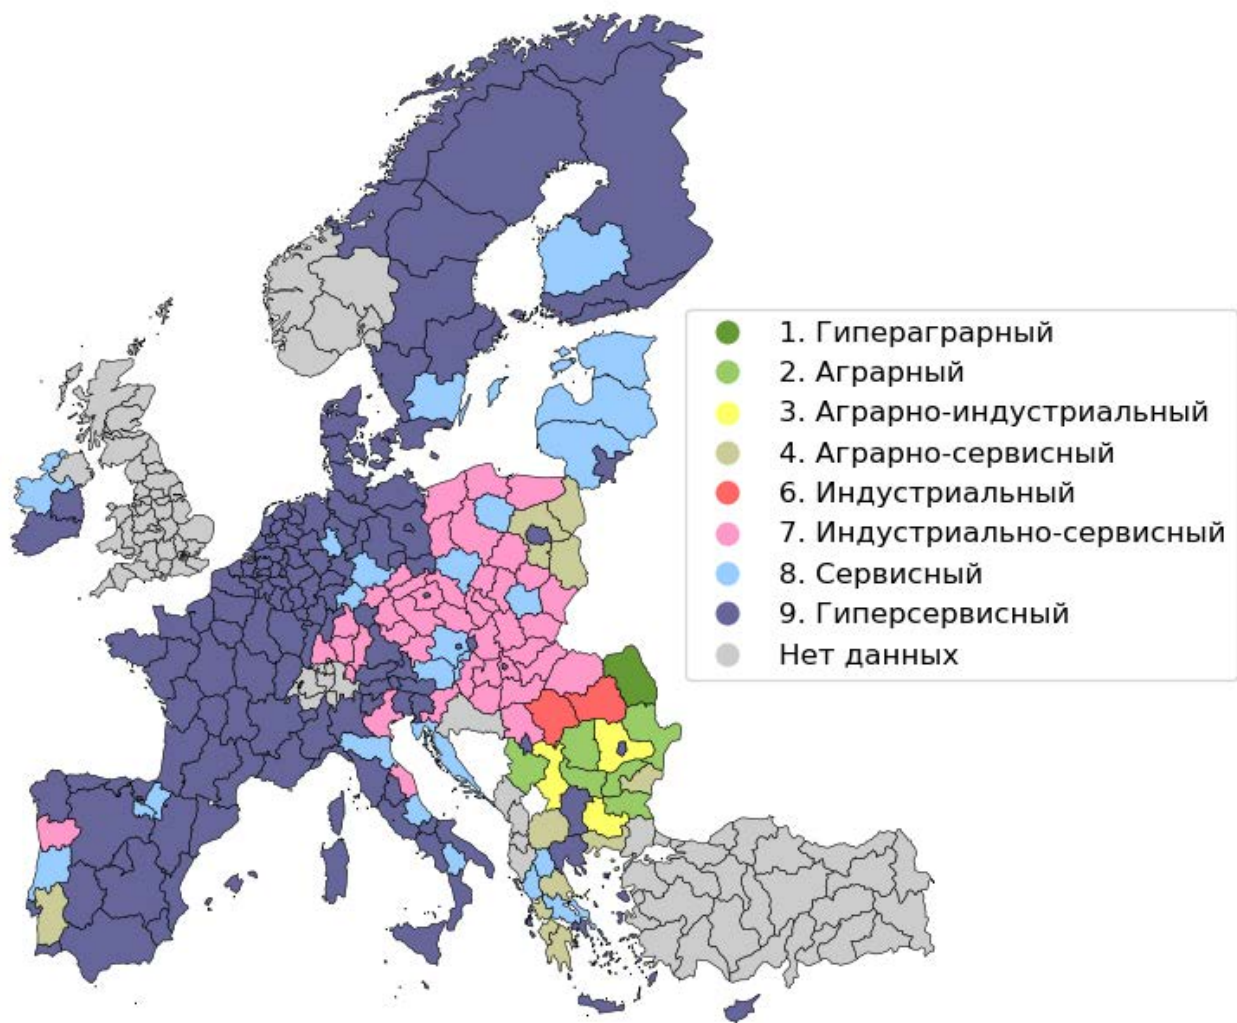 1. Гипераграрный
2. Аграрный
3. Аграрно-индустриальный
4. Аграрно-сервисный
6. Индустриальный
7. Индустриально-сервисный
8. Сервисный
9. Гиперсервисный
Нет данных